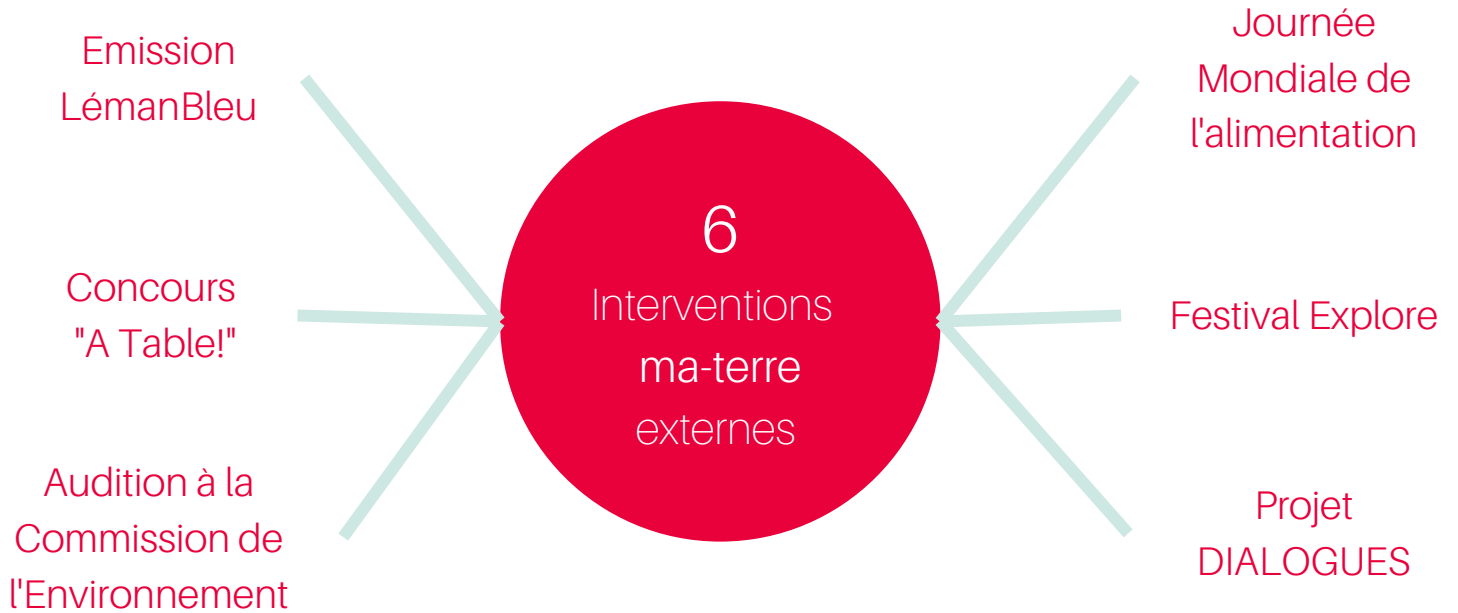 Emission
LémanBleu
Concours
"A Table!"
Audition à la
Commission de
l'Environnement
6
Interventions
ma-terre
externes
Journée
Mondiale de
l'alimentation
Festival Explore
Projet
DIALOGUES